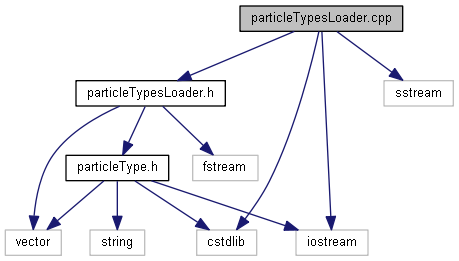 particleTypesLoader.cpp
particleTypesLoader.h
sstream
particleType.h
fstream
vector
string
cstdlib
iostream